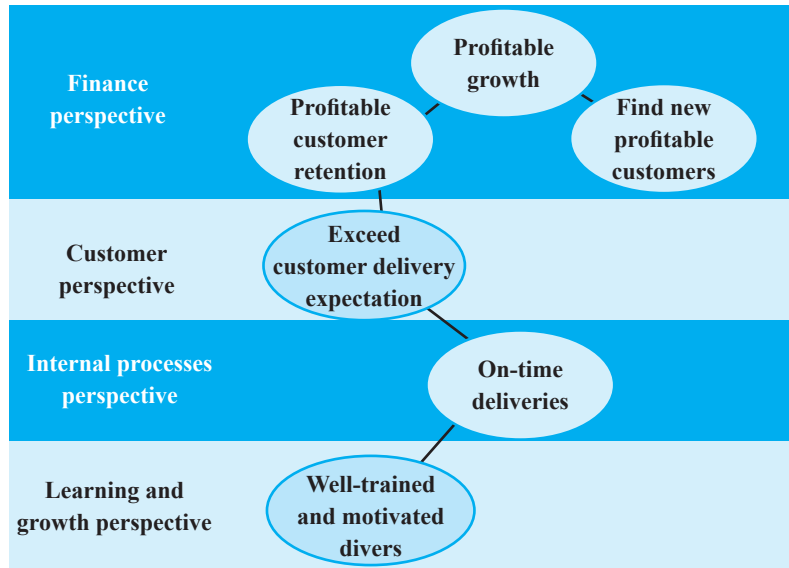 Finance
perspective
Profitable
growth
Profitable
customer
retention
Find new
profitable
customers
Customer
perspective
Exceed
customer delivery
expectation
Internal processes
perspective
On-time
deliveries
Learning and
growth perspective
Well-trained
and motivated
divers